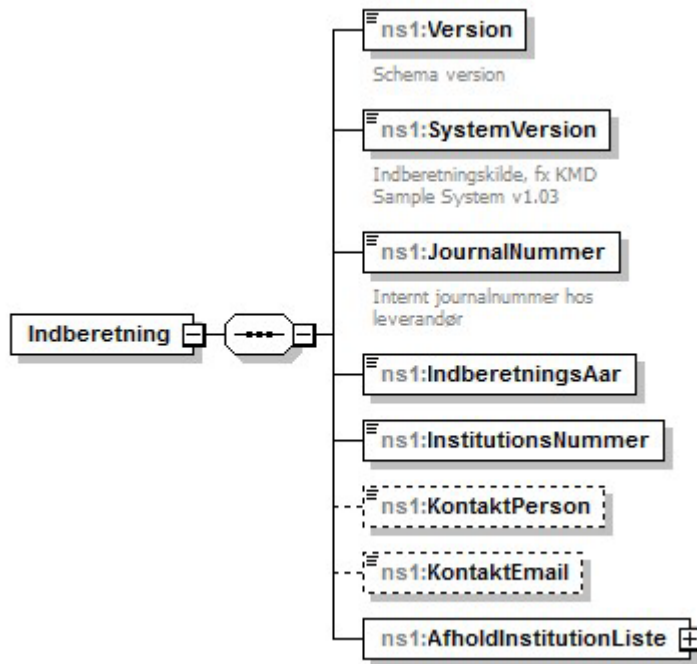 ns1:Version
Schema version
ns1:SystemVersion
Indberetningskilde, fx KMD
Sample System v1.03
ns1:JournalNummer
Internt journalnummer hos
leverandør
Indberetning
ns1:IndberetningsAar
ns1:InstitutionsNummer
ns1:KontaktPerson
ns1:KontaktEmail
ns1:AfholdInstitutionListe